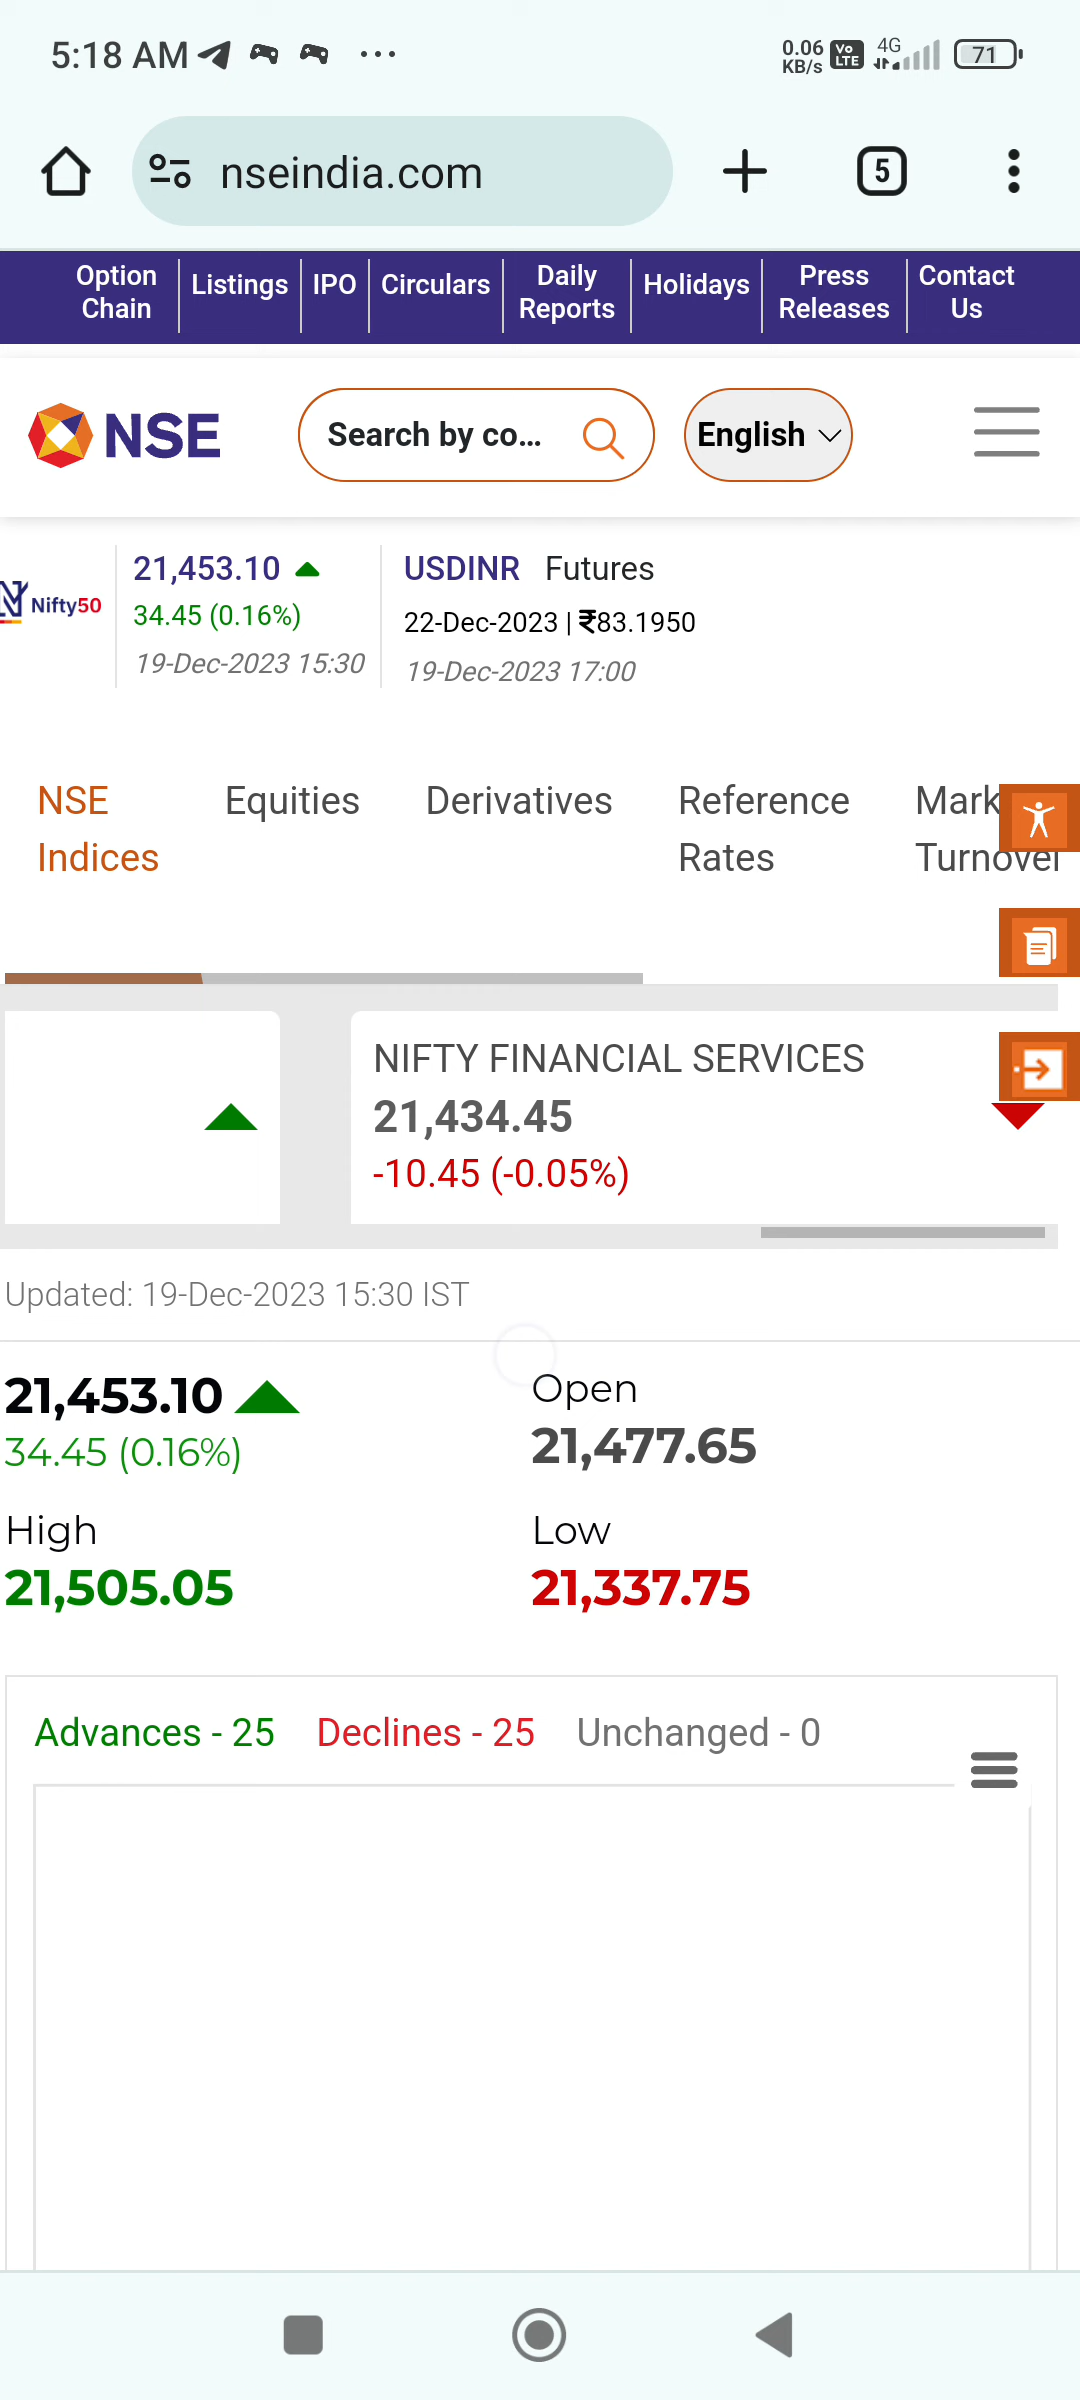 5:18 AM
0.06 KB/s
Vo LTE
4G
71
nseindia.com
5
Option Chain
Listings
IPO
Circulars
Daily Reports
Holidays
Press Releases
Contact Us
NSE
Search by co...
English
Nifty50
21,453.10
34.45 (0.16%)
19-Dec-2023 15:30
USDINR Futures
22-Dec-2023 | ₹83.1950
19-Dec-2023 17:00
NSE Indices
Equities
Derivatives
Reference Rates
Mark
Turnover
NIFTY FINANCIAL SERVICES
21,434.45
-10.45 (-0.05%)
Updated: 19-Dec-2023 15:30 IST
21,453.10
34.45 (0.16%)
Open
21,477.65
High
21,505.05
Low
21,337.75
Advances - 25 Declines - 25 Unchanged - 0